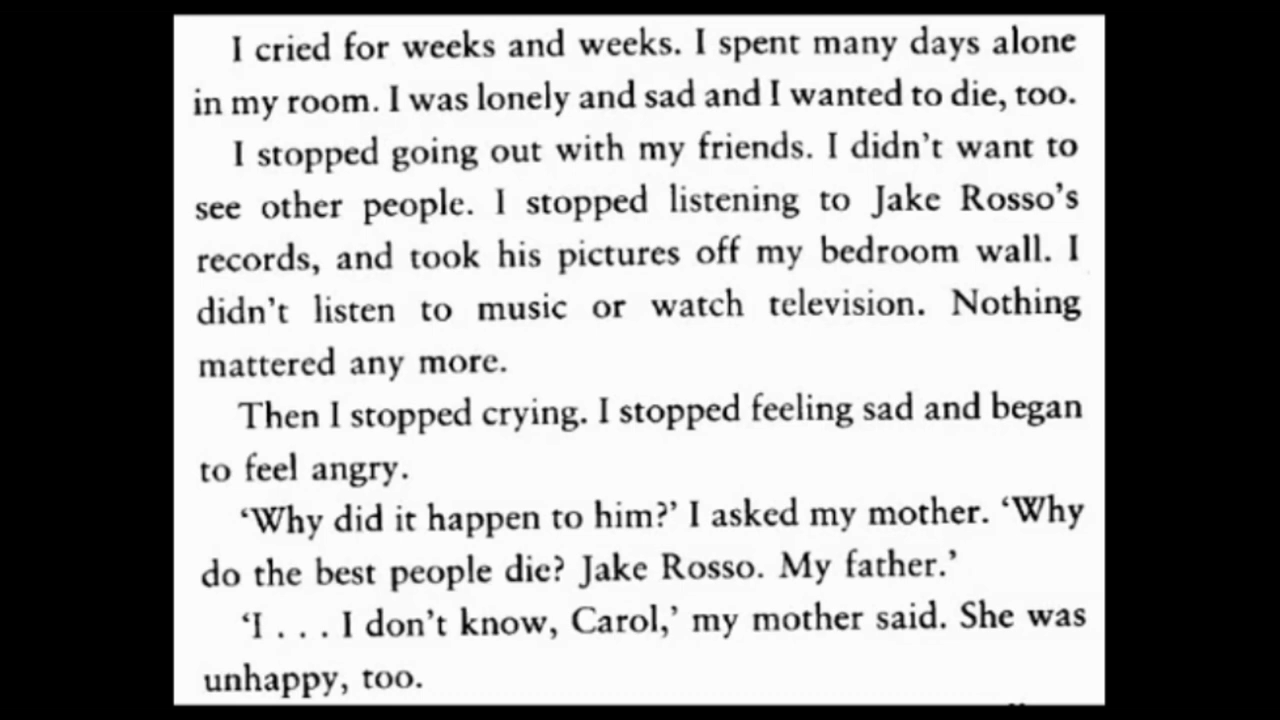 I cried for weeks and weeks. I spent many days alone
in my room. I was lonely and sad and I wanted to die, too.
I stopped going out with my friends. I didn't want to
see other people. I stopped listening to Jake Rosso's
records, and took his pictures off my bedroom wall. I
didn't listen to music or watch television. Nothing
mattered any more.
Then I stopped crying. I stopped feeling sad and began
to feel angry.
‘Why did it happen to him?’ I asked my mother. ‘Why
do the best people die? Jake Rosso. My father.’
‘I . . . I don't know, Carol,’ my mother said. She was
unhappy, too.